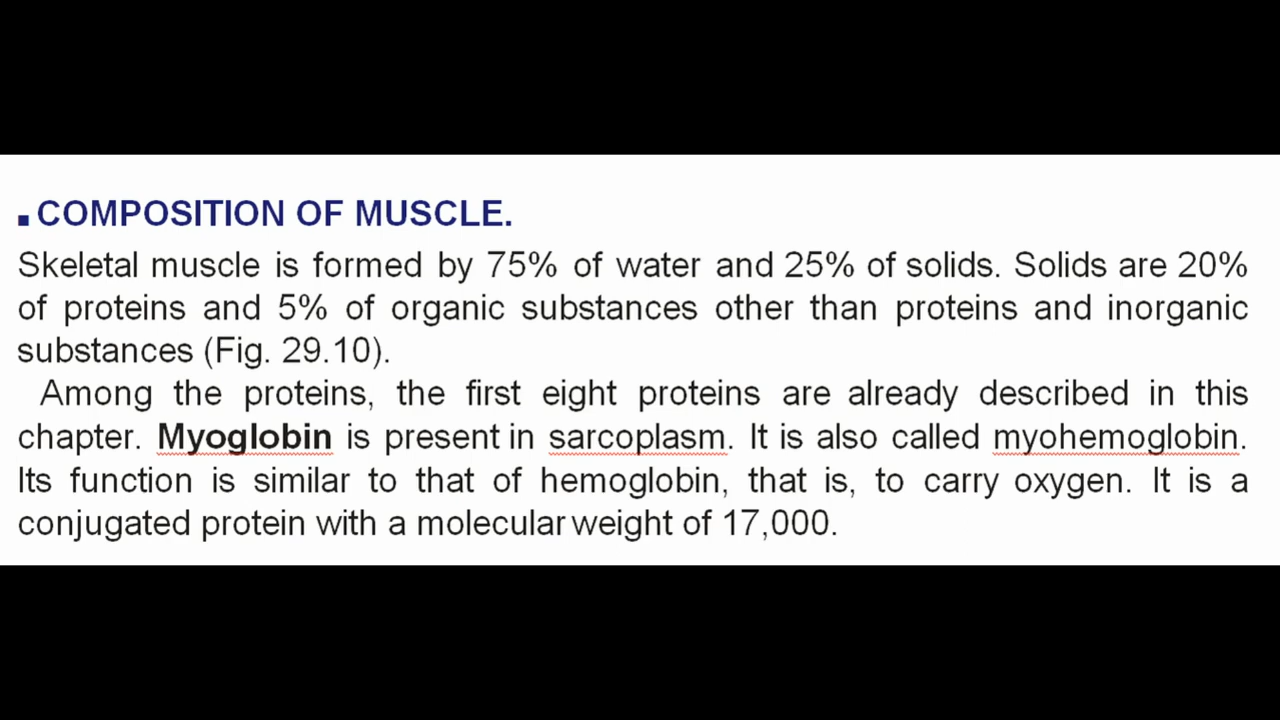 ▪ COMPOSITION OF MUSCLE.
Skeletal muscle is formed by 75% of water and 25% of solids. Solids are 20%
of proteins and 5% of organic substances other than proteins and inorganic
substances (Fig. 29.10).
Among the proteins, the first eight proteins are already described in this
chapter. Myoglobin is present in sarcoplasm. It is also called myohemoglobin.
Its function is similar to that of hemoglobin, that is, to carry oxygen. It is a
conjugated protein with a molecular weight of 17,000.